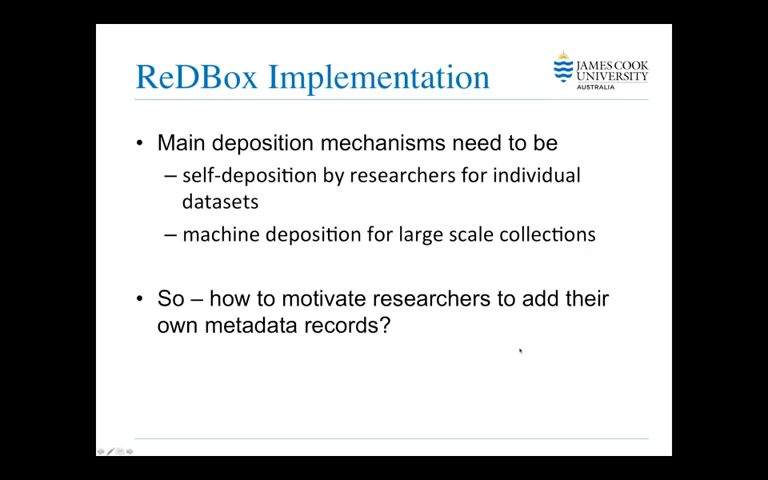 ReDBox Implementation
JAMES COOK
UNIVERSITY
AUSTRALIA
• Main deposition mechanisms need to be
– self-deposition by researchers for individual
datasets
– machine deposition for large scale collections
• So – how to motivate researchers to add their
own metadata records?